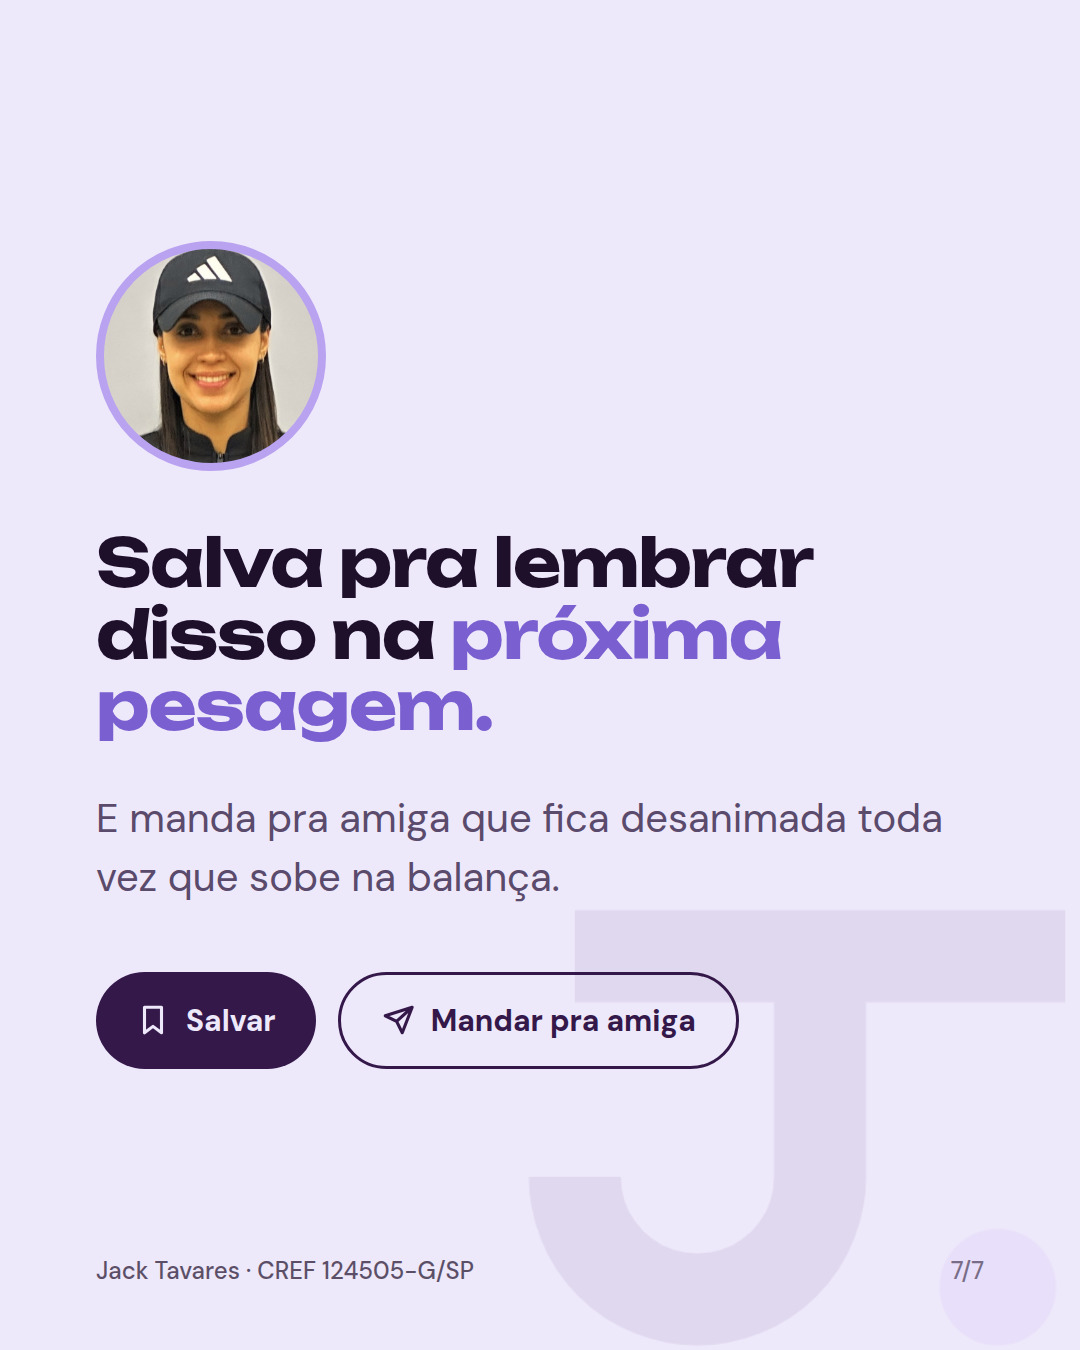 Salva pra lembrar
disso na próxima
pesagem.
E manda pra amiga que fica desanimada toda
vez que sobe na balança.
Salvar
Mandar pra amiga
J.
Jack Tavares · CREF 124505-G/SP
7/7